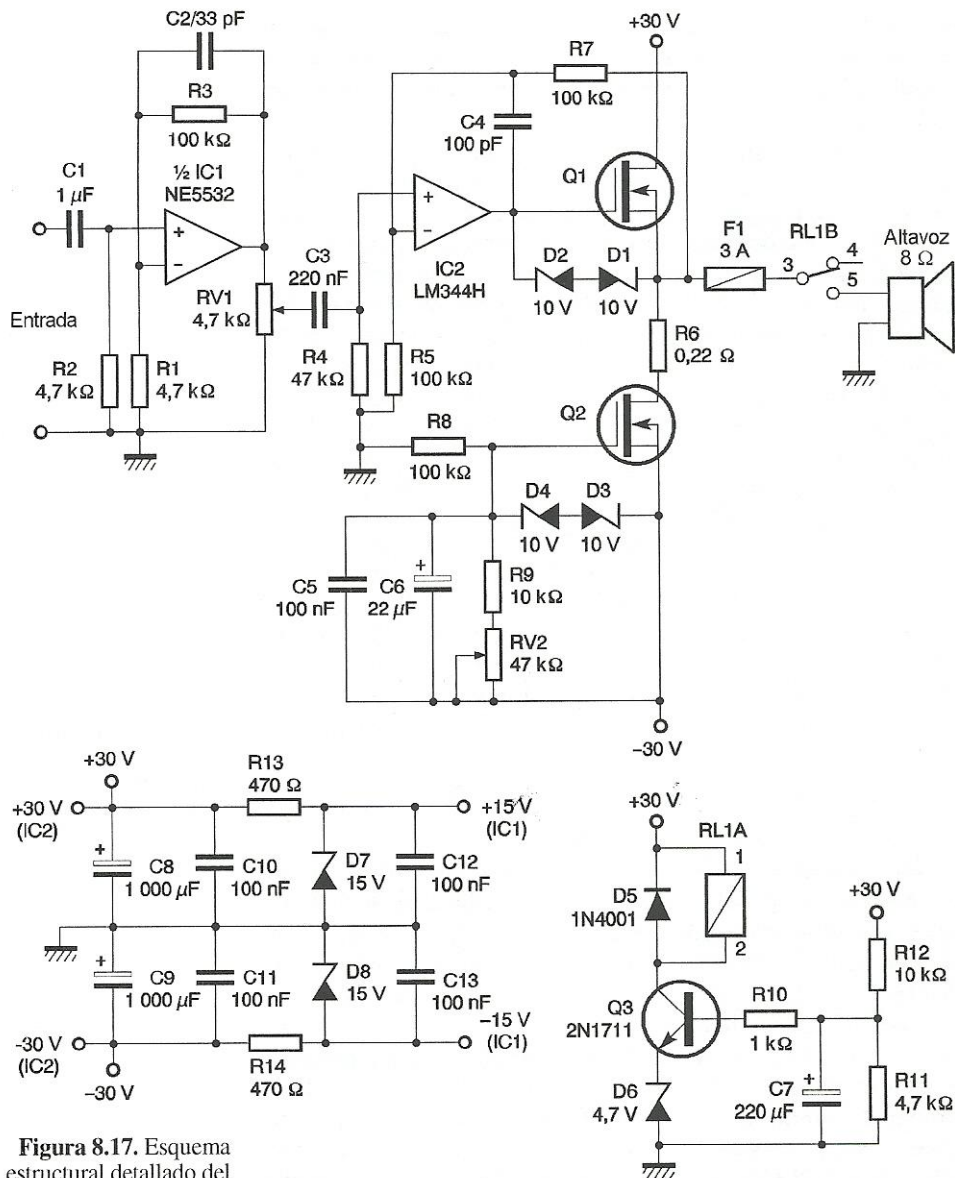 C2/33 pF
R3
100 kΩ
C1
1 µF
½ IC1
NE5532
+
−
Entrada
R2
4,7 kΩ
R1
4,7 kΩ
RV1
4,7 kΩ
C3
220 nF
R4
47 kΩ
R5
100 kΩ
+
−
IC2
LM344H
C4
100 pF
R7
100 kΩ
+30 V
Q1
D2
10 V
D1
10 V
F1
3 A
RL1B
3
4
5
Altavoz
8 Ω
R6
0,22 Ω
Q2
R8
100 kΩ
D4
10 V
D3
10 V
C5
100 nF
+
C6
22 µF
R9
10 kΩ
RV2
47 kΩ
−30 V
+30 V
+30 V
(IC2)
R13
470 Ω
+15 V
(IC1)
+
C8
1 000 µF
C10
100 nF
D7
15 V
C12
100 nF
+
C9
1 000 µF
C11
100 nF
D8
15 V
C13
100 nF
−30 V
(IC2)
−30 V
R14
470 Ω
−15 V
(IC1)
+30 V
RL1A
1
2
D5
1N4001
+30 V
R12
10 kΩ
Q3
2N1711
R10
1 kΩ
D6
4,7 V
+
C7
220 µF
R11
4,7 kΩ
Figura 8.17. Esquema
estructural detallado del